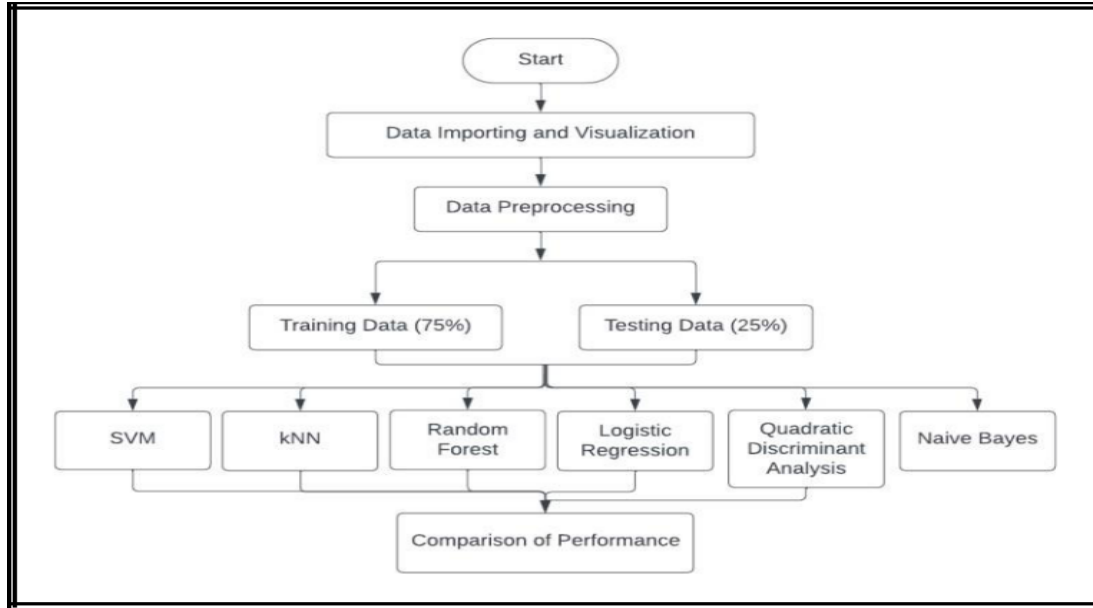 Start
Data Importing and Visualization
Data Preprocessing
Training Data (75%)
Testing Data (25%)
SVM
kNN
Random
Forest
Logistic
Regression
Quadratic
Discriminant
Analysis
Naive Bayes
Comparison of Performance